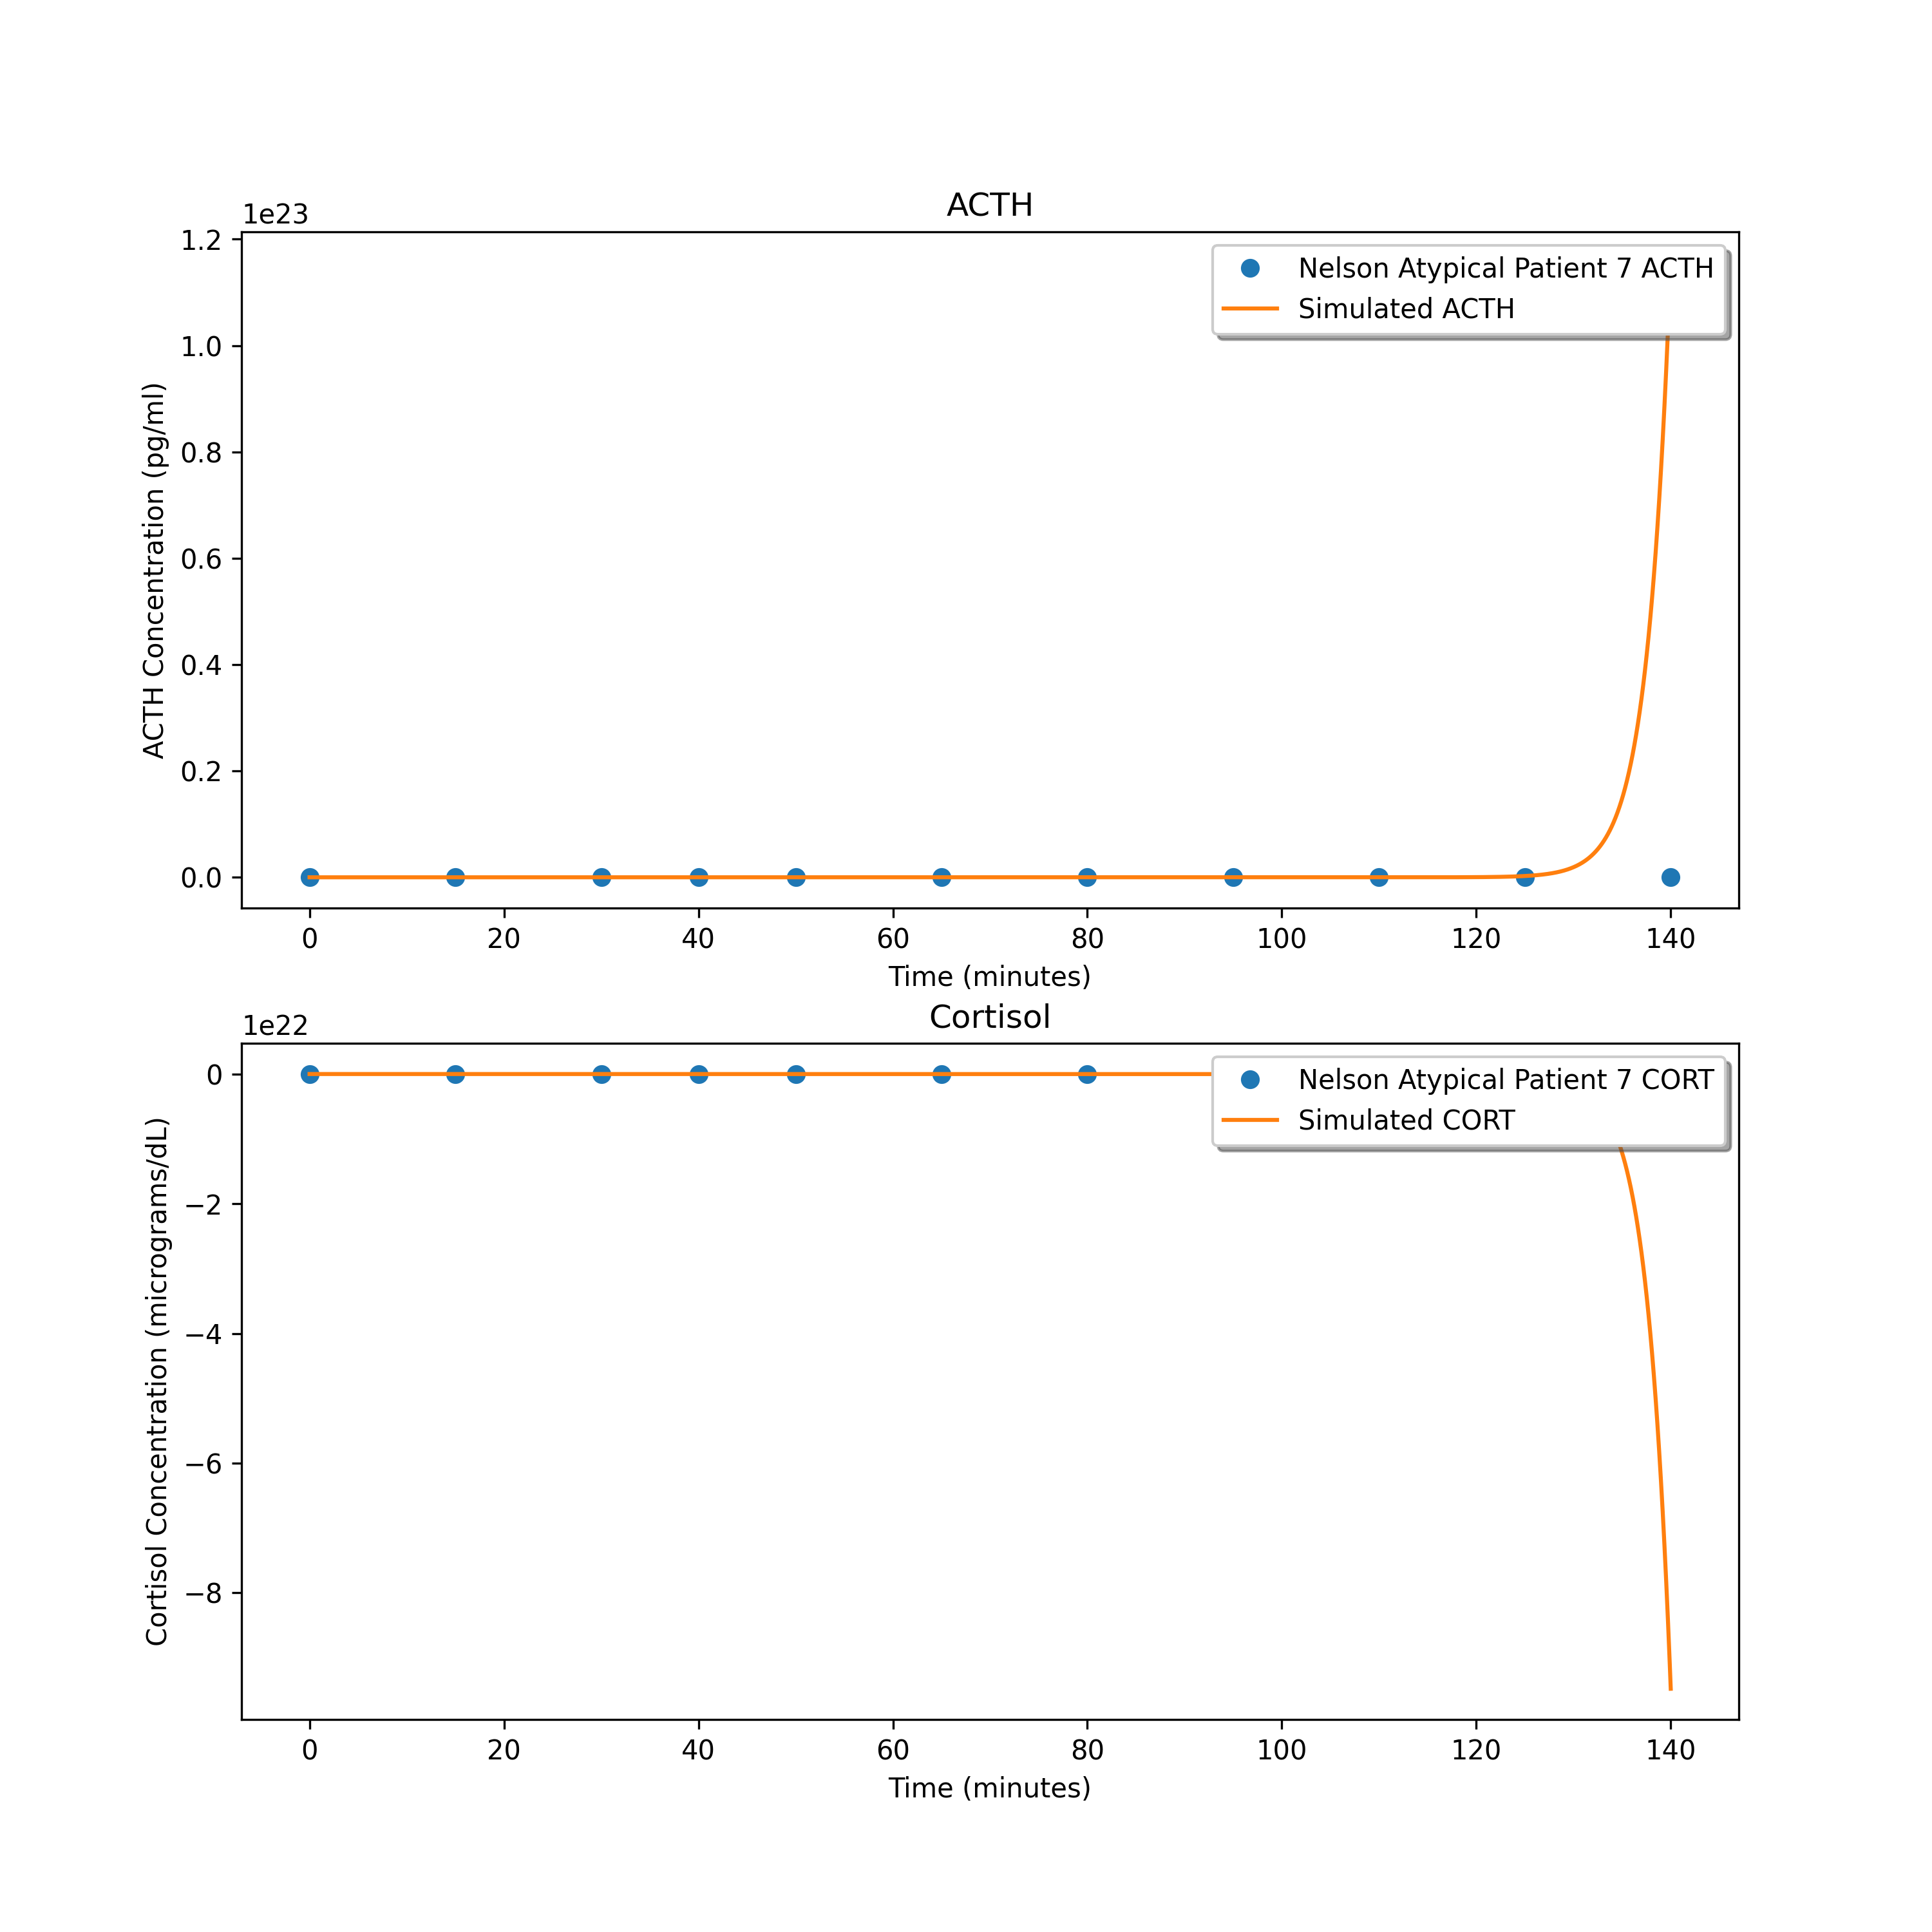 ACTH
1e23
1.2
1.0
0.8
0.6
0.4
0.2
0.0
ACTH Concentration (pg/ml)
Nelson Atypical Patient 7 ACTH
Simulated ACTH
0 20 40 60 80 100 120 140
Time (minutes)
Cortisol
1e22
0
−2
−4
−6
−8
Cortisol Concentration (micrograms/dL)
Nelson Atypical Patient 7 CORT
Simulated CORT
0 20 40 60 80 100 120 140
Time (minutes)